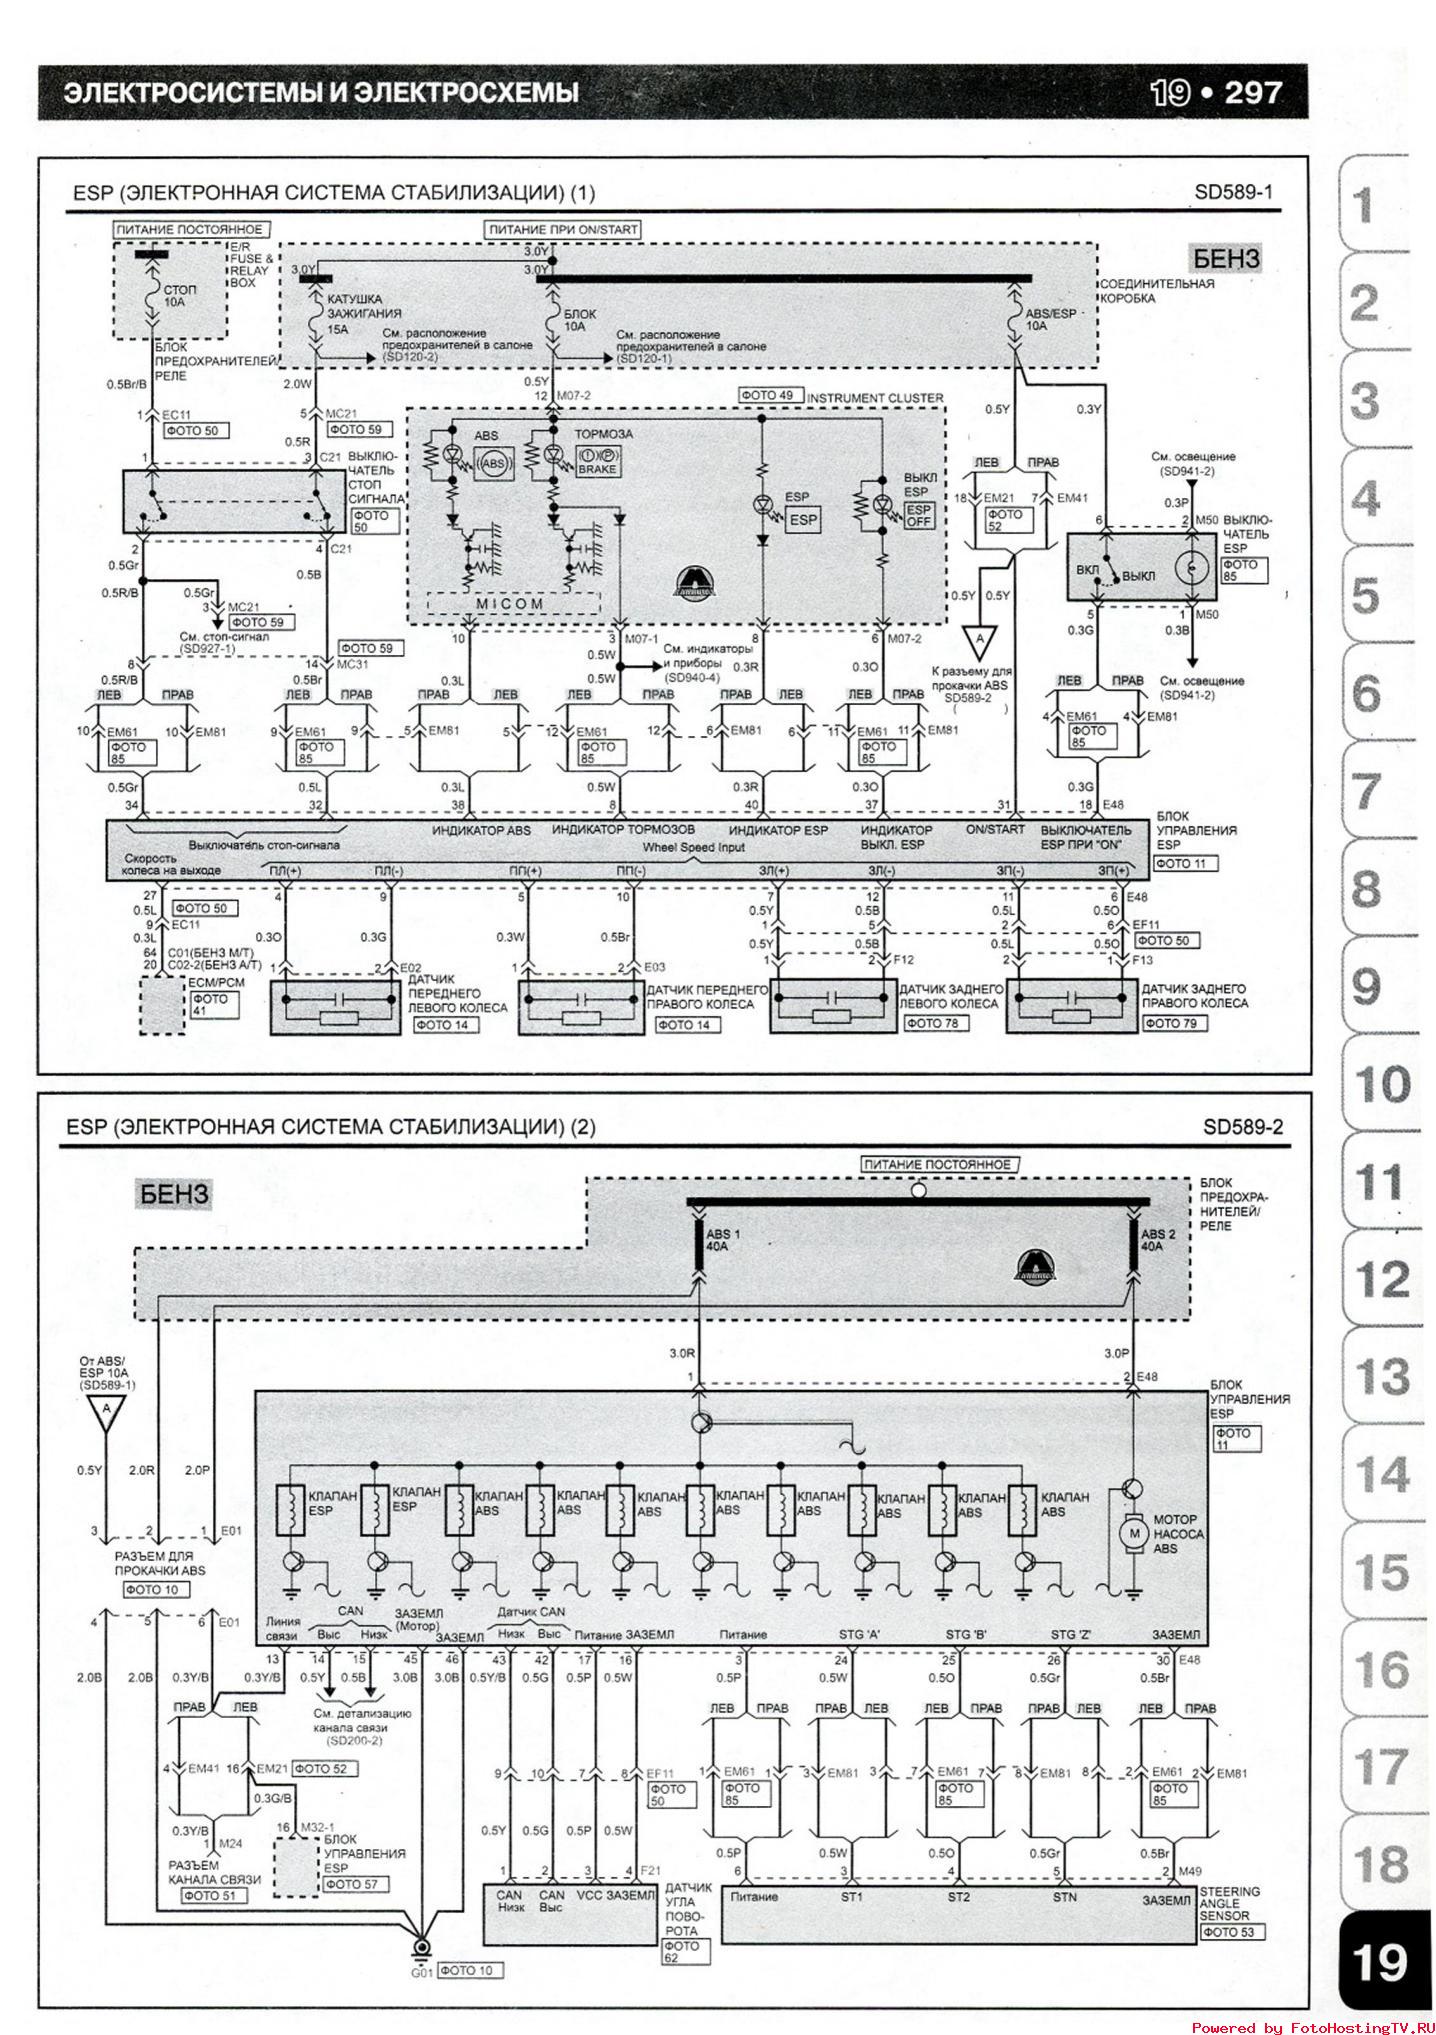 ЭЛЕКТРОСИСТЕМЫ И ЭЛЕКТРОСХЕМЫ
19 • 297
ESP (ЭЛЕКТРОННАЯ СИСТЕМА СТАБИЛИЗАЦИИ) (1)
SD589-1
ПИТАНИЕ ПОСТОЯННОЕ
ПИТАНИЕ ПРИ ON/START
БЕНЗ
E/R
FUSE &
RELAY
BOX
СТОП
10A
3.0Y
3.0Y
3.0Y
КАТУШКА
ЗАЖИГАНИЯ
15A
См. расположение
предохранителей в салоне
(SD120-2)
БЛОК
10A
См. расположение
предохранителей в салоне
(SD120-1)
ABS/ESP
10A
СОЕДИНИТЕЛЬНАЯ
КОРОБКА
БЛОК
ПРЕДОХРАНИТЕЛЕЙ/
РЕЛЕ
0.5Br/B
2.0W
0.5Y
12 M07-2
ФОТО 49
INSTRUMENT CLUSTER
0.5Y
0.3Y
1 EC11
ФОТО 50
5 MC21
ФОТО 59
0.5R
1
3 C21
ВЫКЛЮ-
ЧАТЕЛЬ
СТОП
СИГНАЛА
ФОТО
50
ABS
(ABS)
ТОРМОЗА
BRAKE
ESP
ESP
ВЫКЛ
ESP
ESP
OFF
MICOM
ЛЕВ ПРАВ
18 EM21 7 EM41
ФОТО
52
См. освещение
(SD941-2)
0.3P
6
2 M50
ВЫКЛЮ-
ЧАТЕЛЬ
ESP
ФОТО
85
ВКЛ
ВЫКЛ
2
4 C21
0.5Gr
0.5B
0.5R/B
0.5Gr
3 MC21
ФОТО 59
См. стоп-сигнал
(SD927-1)
8
14 MC31
ФОТО 59
0.5R/B
0.5Br
10
3 M07-1
8
6 M07-2
0.5W
См. индикаторы
и приборы
(SD940-4)
0.3L
0.5W
0.3R
0.3O
0.5Y 0.5Y
A
К разъему для
прокачки ABS
SD589-2
( )
5
1 M50
0.3G
0.3B
См. освещение
(SD941-2)
ЛЕВ ПРАВ
ЛЕВ ПРАВ
ПРАВ ЛЕВ
ЛЕВ ПРАВ
ПРАВ ЛЕВ
ЛЕВ ПРАВ
ЛЕВ ПРАВ
10 EM61 10 EM81
ФОТО
85
9 EM61 9
ФОТО
85
5 EM81 5
12 EM61 12
ФОТО
85
6 EM81 6
11 EM61 11 EM81
ФОТО
85
4 EM61 4 EM81
ФОТО
85
0.5Gr
0.5L
0.3L
0.5W
0.3R
0.3O
0.3G
34
32
38
8
40
37
31
18 E48
БЛОК
УПРАВЛЕНИЯ
ESP
ФОТО 11
ИНДИКАТОР ABS
ИНДИКАТОР ТОРМОЗОВ
ИНДИКАТОР ESP
ИНДИКАТОР
ВЫКЛ. ESP
ON/START
ВЫКЛЮЧАТЕЛЬ
ESP ПРИ "ON"
Выключатель стоп-сигнала
Wheel Speed Input
Скорость
колеса на выходе
ПЛ(+)
ПЛ(-)
ПП(+)
ПП(-)
ЗЛ(+)
ЗЛ(-)
ЗП(-)
ЗП(+)
27
4
9
5
10
7
12
11
6 E48
0.5L
ФОТО 50
9 EC11
0.3L
64 C01(БЕНЗ M/T)
20 C02-2(БЕНЗ A/T)
ECM/PCM
ФОТО
41
0.3O
0.3G
0.3W
0.5Br
0.5Y
0.5B
0.5L
0.5O
1
5
2
6 EF11
ФОТО 50
0.5Y
0.5B
0.5L
0.5O
1
2 E02
1
2 E03
1
2 F12
2
1 F13
ДАТЧИК
ПЕРЕДНЕГО
ЛЕВОГО КОЛЕСА
ФОТО 14
ДАТЧИК ПЕРЕДНЕГО
ПРАВОГО КОЛЕСА
ФОТО 14
ДАТЧИК ЗАДНЕГО
ЛЕВОГО КОЛЕСА
ФОТО 78
ДАТЧИК ЗАДНЕГО
ПРАВОГО КОЛЕСА
ФОТО 79
ESP (ЭЛЕКТРОННАЯ СИСТЕМА СТАБИЛИЗАЦИИ) (2)
SD589-2
БЕНЗ
ПИТАНИЕ ПОСТОЯННОЕ
БЛОК
ПРЕДОХРА-
НИТЕЛЕЙ/
РЕЛЕ
ABS 1
40A
ABS 2
40A
От ABS/
ESP 10A
(SD589-1)
A
3.0R
3.0P
1
2 E48
БЛОК
УПРАВЛЕНИЯ
ESP
ФОТО
11
0.5Y
2.0R
2.0P
3
2
1 E01
РАЗЪЕМ ДЛЯ
ПРОКАЧКИ ABS
ФОТО 10
4
5
6 E01
КЛАПАН
ESP
КЛАПАН
ESP
КЛАПАН
ABS
КЛАПАН
ABS
КЛАПАН
ABS
КЛАПАН
ABS
КЛАПАН
ABS
КЛАПАН
ABS
КЛАПАН
ABS
КЛАПАН
ABS
M
МОТОР
НАСОСА
ABS
Линия
связи
CAN
Выс Низк
ЗАЗЕМЛ
(Мотор)
ЗАЗЕМЛ
Датчик CAN
Низк Выс
Питание ЗАЗЕМЛ
Питание
STG 'A'
STG 'B'
STG 'Z'
ЗАЗЕМЛ
13
14
15
45
46
43
42
17
16
3
24
25
26
30 E48
2.0B
2.0B
0.3Y/B
0.3Y/B
0.5Y
0.5B
3.0B
3.0B
0.5Y/B
0.5G
0.5P
0.5W
0.5P
0.5W
0.5O
0.5Gr
0.5Br
ПРАВ ЛЕВ
См. детализацию
канала связи
(SD200-2)
4 EM41 16 EM21
ФОТО 52
0.3G/B
0.3Y/B
1 M24
РАЗЪЕМ
КАНАЛА СВЯЗИ
ФОТО 51
16 M32-1
БЛОК
УПРАВЛЕНИЯ
ESP
ФОТО 57
G01
ФОТО 10
9
10
7
8 EF11
ФОТО
50
0.5Y
0.5G
0.5P
0.5W
1
2
3
4 F21
CAN
Низк
CAN
Выс
VCC ЗАЗЕМЛ
ДАТЧИК
УГЛА
ПОВО-
РОТА
ФОТО
62
ЛЕВ ПРАВ
ПРАВ ЛЕВ
ЛЕВ ПРАВ
ПРАВ ЛЕВ
ЛЕВ ПРАВ
1 EM61 1
ФОТО
85
3 EM81 3
7 EM61 7
ФОТО
85
8 EM81 8
2 EM61 2 EM81
ФОТО
85
0.5P
0.5W
0.5O
0.5Gr
0.5Br
6
3
4
5
2 M49
Питание
ST1
ST2
STN
ЗАЗЕМЛ
STEERING
ANGLE
SENSOR
ФОТО 53
1
2
3
4
5
6
7
8
9
10
11
12
13
14
15
16
17
18
19
Powered by FotoHostingTV.RU